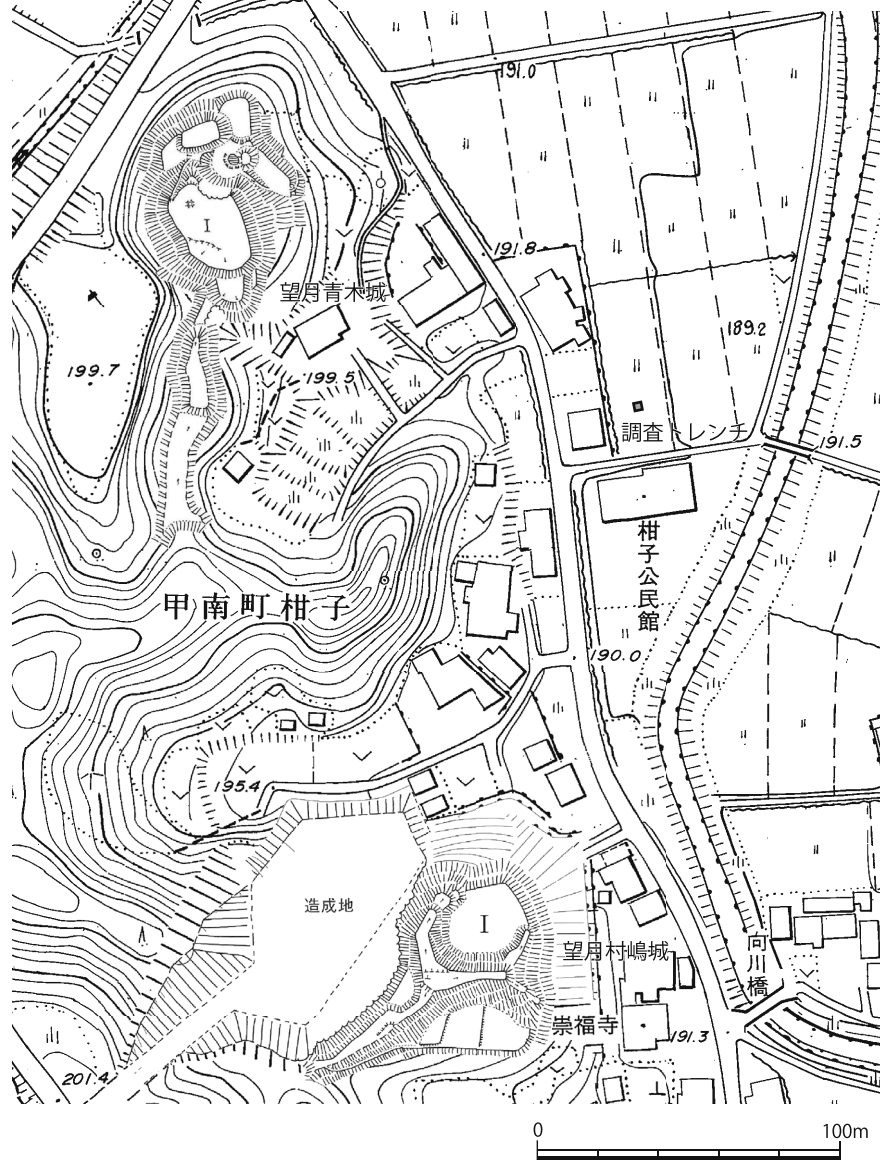 191.0
I
191.8
望月青木城
189.2
199.7
199.5
調査トレンチ
191.5
柑子公民館
甲南町柑子
190.0
195.4
造成地
I
望月村嶋城
向川橋
崇福寺
191.3
201.4
0 100m